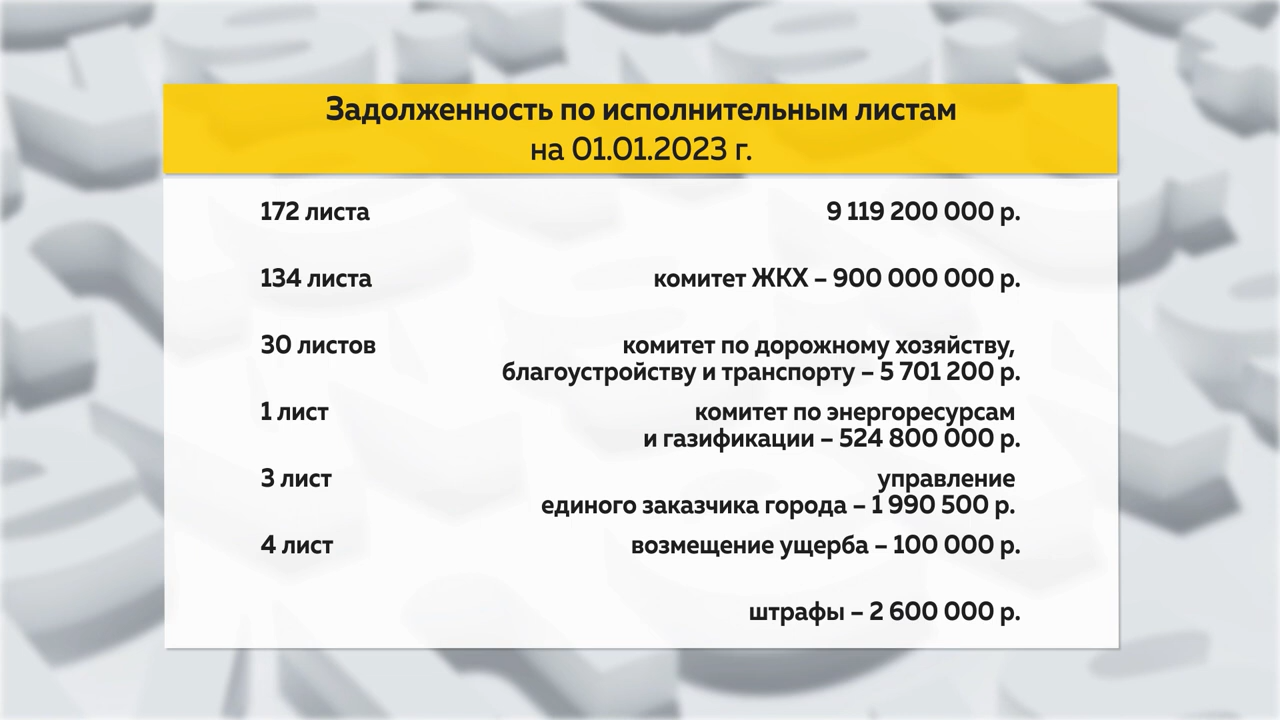 Задолженность по исполнительным листам
на 01.01.2023 г.
172 листа 9 119 200 000 р.
134 листа комитет ЖКХ – 900 000 000 р.
30 листов комитет по дорожному хозяйству,
благоустройству и транспорту – 5 701 200 р.
1 лист комитет по энергоресурсам
и газификации – 524 800 000 р.
3 лист управление
единого заказчика города – 1 990 500 р.
4 лист возмещение ущерба – 100 000 р.
штрафы – 2 600 000 р.